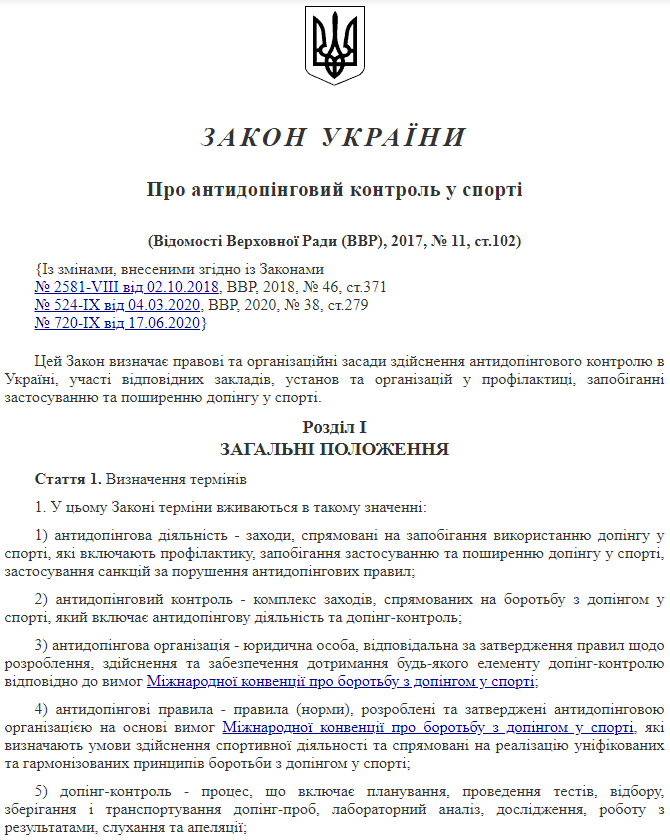 ЗАКОН УКРАЇНИ
Про антидопінговий контроль у спорті
(Відомості Верховної Ради (ВВР), 2017, № 11, ст.102)
{Із змінами, внесеними згідно із Законами
№ 2581-VIII від 02.10.2018, ВВР, 2018, № 46, ст.371
№ 524-IX від 04.03.2020, ВВР, 2020, № 38, ст.279
№ 720-IX від 17.06.2020}
Цей Закон визначає правові та організаційні засади здійснення антидопінгового контролю в
Україні, участі відповідних закладів, установ та організацій у профілактиці, запобіганні
застосуванню та поширенню допінгу у спорті.
Розділ I
ЗАГАЛЬНІ ПОЛОЖЕННЯ
Стаття 1. Визначення термінів
1. У цьому Законі терміни вживаються в такому значенні:
1) антидопінгова діяльність - заходи, спрямовані на запобігання використанню допінгу у
спорті, які включають профілактику, запобігання застосуванню та поширенню допінгу у спорті,
застосування санкцій за порушення антидопінгових правил;
2) антидопінговий контроль - комплекс заходів, спрямованих на боротьбу з допінгом у
спорті, який включає антидопінгову діяльність та допінг-контроль;
3) антидопінгова організація - юридична особа, відповідальна за затвердження правил щодо
розроблення, здійснення та забезпечення дотримання будь-якого елементу допінг-контролю
відповідно до вимог Міжнародної конвенції про боротьбу з допінгом у спорті;
4) антидопінгові правила - правила (норми), розроблені та затверджені антидопінговою
організацією на основі вимог Міжнародної конвенції про боротьбу з допінгом у спорті, які
визначають умови здійснення спортивної діяльності та спрямовані на реалізацію уніфікованих
та гармонізованих принципів боротьби з допінгом у спорті;
5) допінг-контроль - процес, що включає планування, проведення тестів, відбору,
зберігання і транспортування допінг-проб, лабораторний аналіз, дослідження, роботу з
результатами, слухання та апеляції;